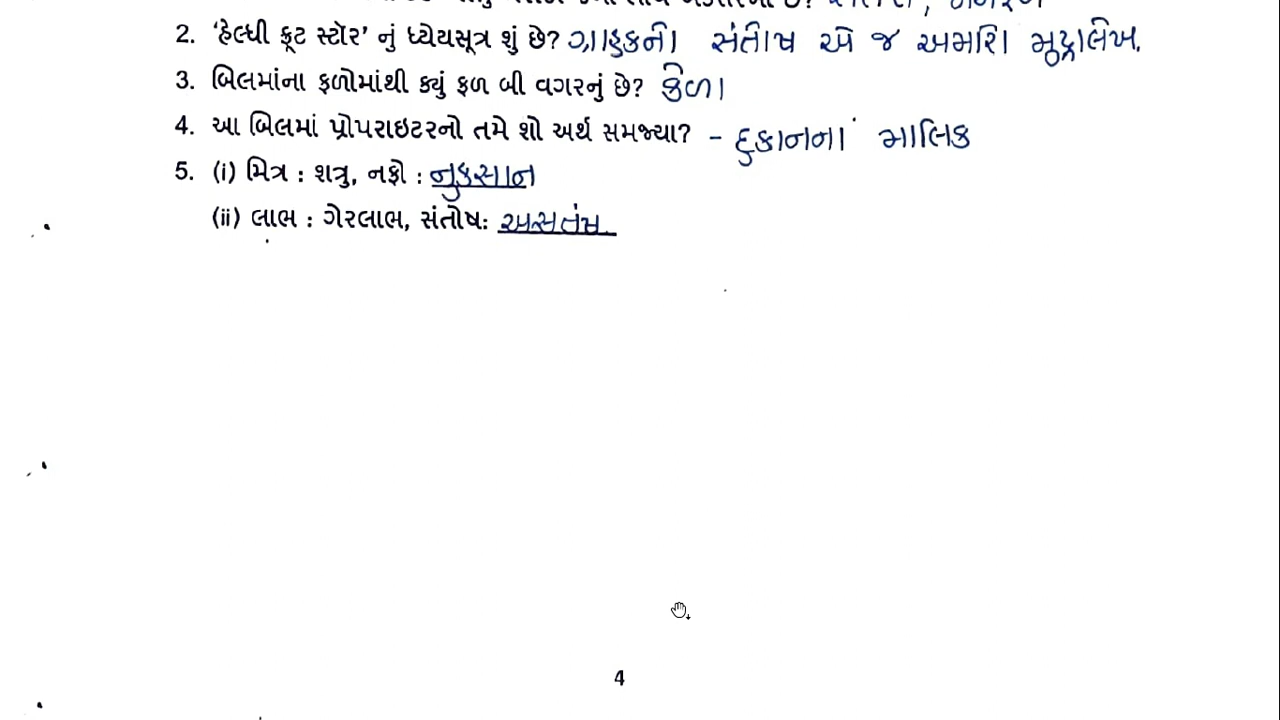 2. 'હેલ્ધી ફ્રૂટ સ્ટૉર' નું ધ્યેયસૂત્ર શું છે? ગ્રાહકની સંતોષ એ જ અમારો મુદ્રાલેખ.
3. બિલમાંના ફળોમાંથી ક્યું ફળ બી વગરનું છે? કેળા
4. આ બિલમાં પ્રોપરાઇટરનો તમે શો અર્થ સમજ્યા? - દુકાનનાં માલિક
5. (i) મિત્ર : શત્રુ, નફો : નુકસાન
(ii) લાભ : ગેરલાભ, સંતોષ: અસતંષ
4